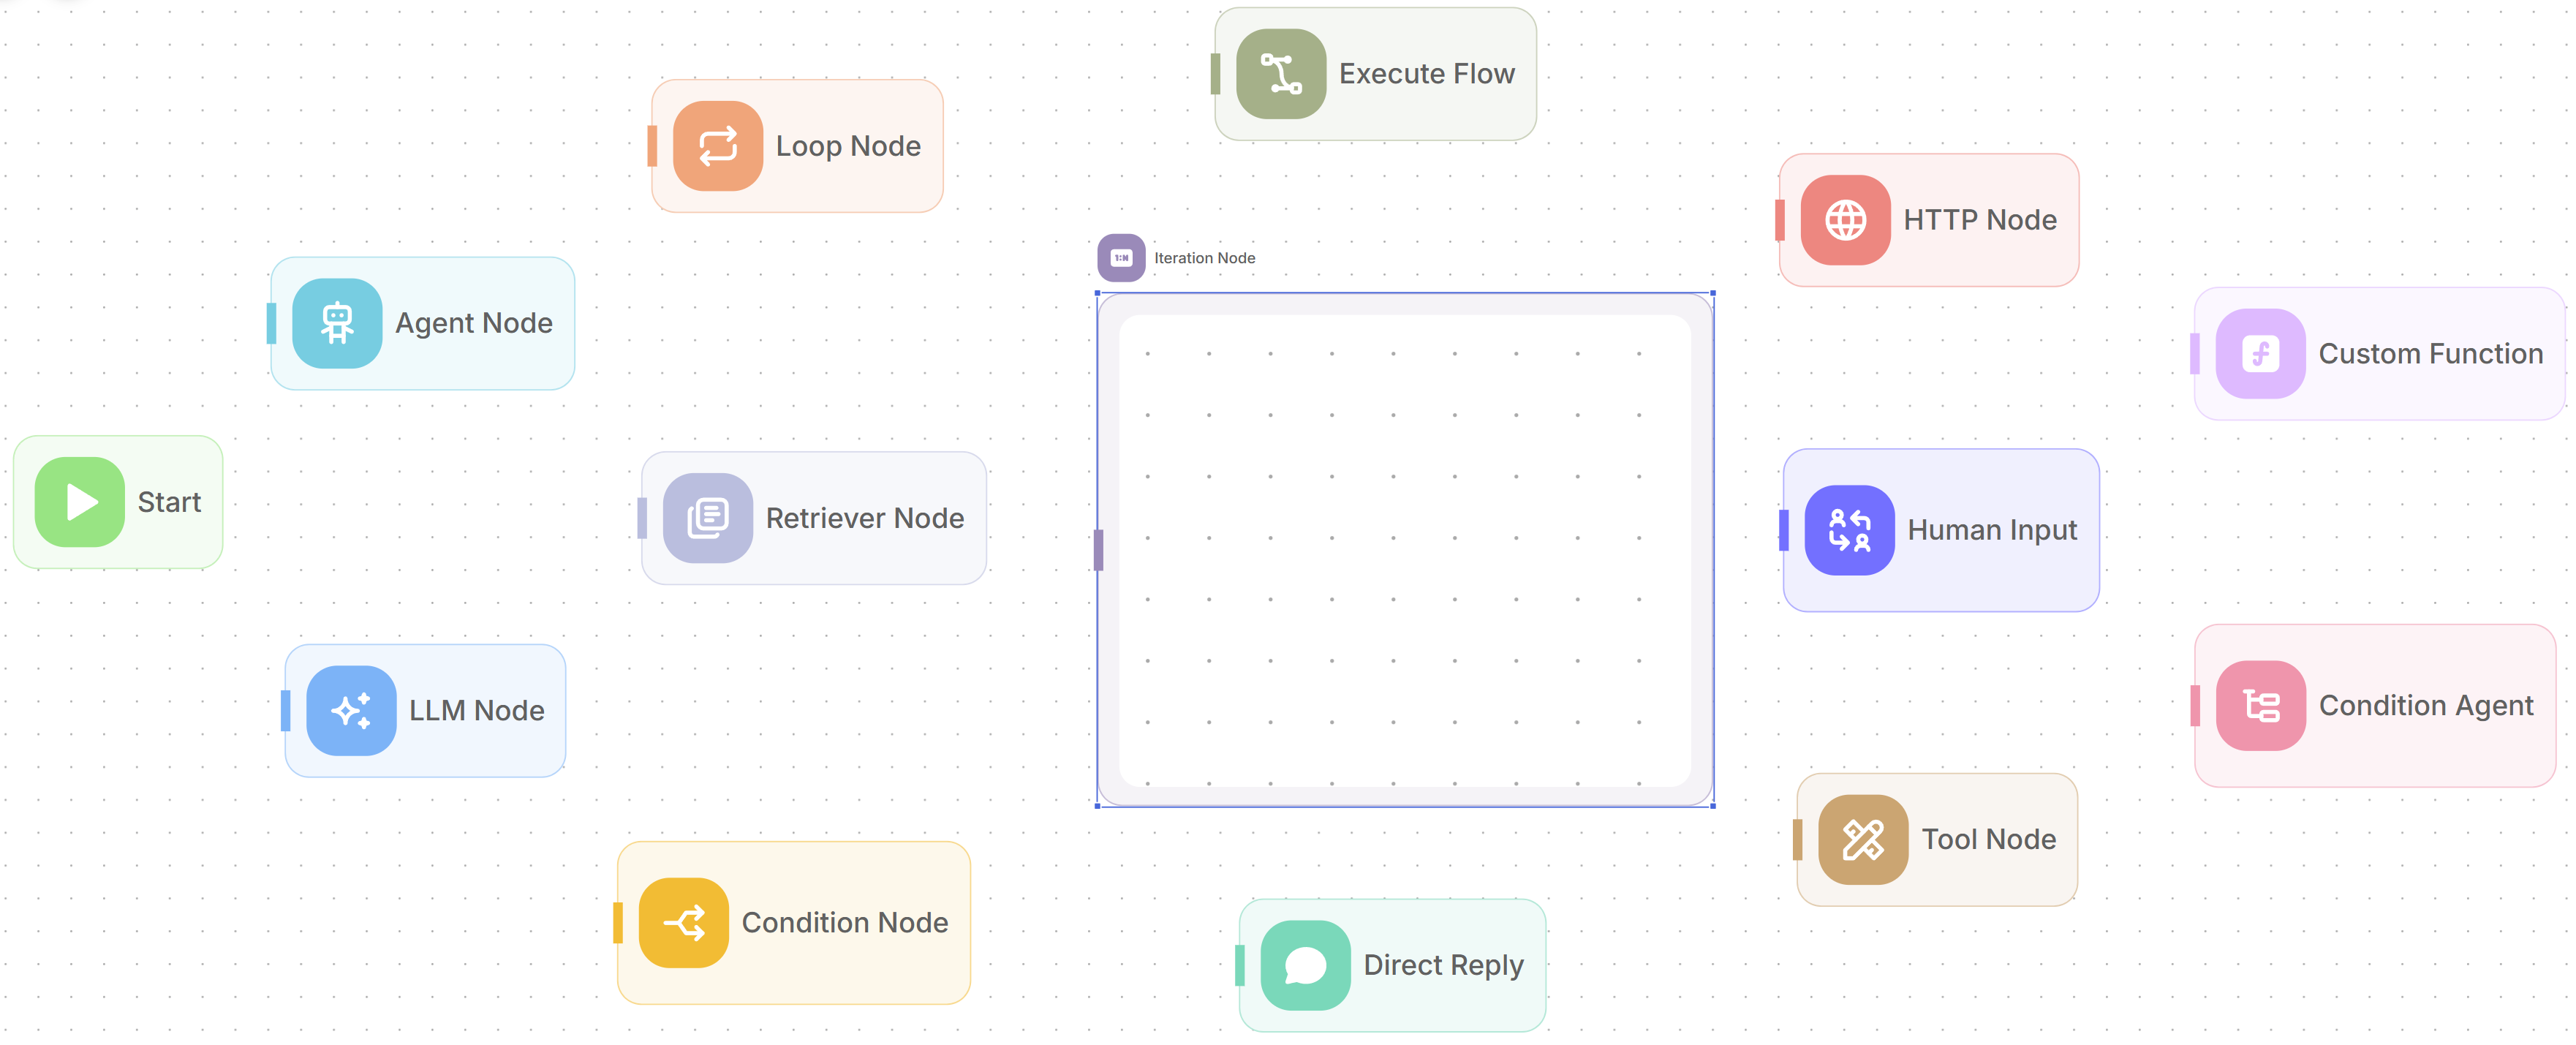 Execute Flow
Loop Node
HTTP Node
1:N
Iteration Node
Agent Node
Custom Function
Start
Retriever Node
Human Input
LLM Node
Condition Agent
Tool Node
Condition Node
Direct Reply